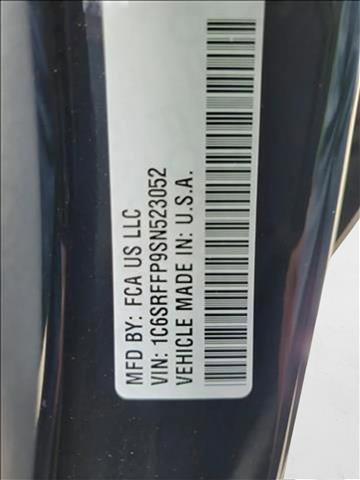 MFD BY: FCA US LLC
VIN: 1C6SRFFP9SN523052
VEHICLE MADE IN: U.S.A.